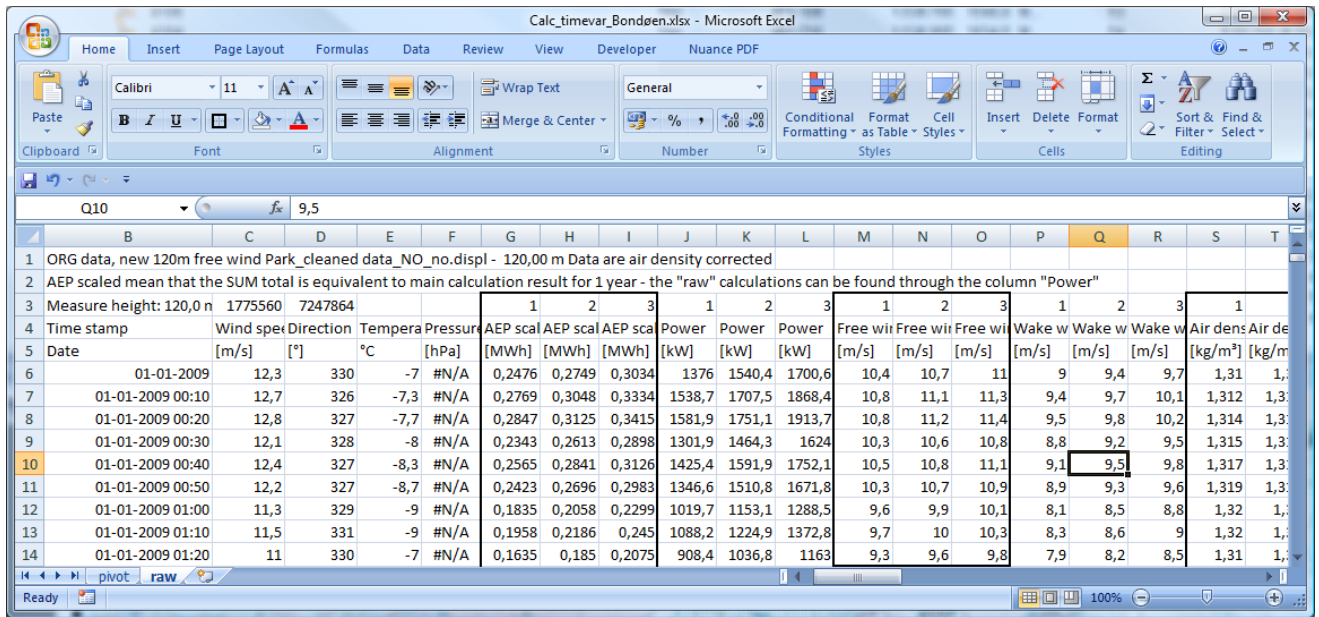 Calc_timevar_Bondøen.xlsx - Microsoft Excel
Home Insert Page Layout Formulas Data Review View Developer Nuance PDF
Calibri 11 Wrap Text General
Paste B I U Merge & Center % , Conditional Formatting as Table Format Cell Styles Insert Delete Format Sort & Filter Find & Select
Clipboard Font Alignment Number Styles Cells Editing
Q10 fx 9,5
B C D E F G H I J K L M N O P Q R S T
1 ORG data, new 120m free wind Park_cleaned data_NO_no.displ - 120,00 m Data are air density corrected
2 AEP scaled mean that the SUM total is equivalent to main calculation result for 1 year - the "raw" calculations can be found through the column "Power"
3 Measure height: 120,0 m 1775560 7247864 1 2 3 1 2 3 1 2 3 1 2 3 1
4 Time stamp Wind spee Direction Tempera Pressure AEP scal AEP scal AEP scal Power Power Power Free wir Free wir Free wir Wake w Wake w Wake w Air dens Air de
5 Date [m/s] [°] °C [hPa] [MWh] [MWh] [MWh] [kW] [kW] [kW] [m/s] [m/s] [m/s] [m/s] [m/s] [m/s] [kg/m³] [kg/m
6 01-01-2009 12,3 330 -7 #N/A 0,2476 0,2749 0,3034 1376 1540,4 1700,6 10,4 10,7 11 9 9,4 9,7 1,31 1,
7 01-01-2009 00:10 12,7 326 -7,3 #N/A 0,2769 0,3048 0,3334 1538,7 1707,5 1868,4 10,8 11,1 11,3 9,4 9,7 10,1 1,312 1,3
8 01-01-2009 00:20 12,8 327 -7,7 #N/A 0,2847 0,3125 0,3415 1581,9 1751,1 1913,7 10,8 11,2 11,4 9,5 9,8 10,2 1,314 1,3
9 01-01-2009 00:30 12,1 328 -8 #N/A 0,2343 0,2613 0,2898 1301,9 1464,3 1624 10,3 10,6 10,8 8,8 9,2 9,5 1,315 1,3
10 01-01-2009 00:40 12,4 327 -8,3 #N/A 0,2565 0,2841 0,3126 1425,4 1591,9 1752,1 10,5 10,8 11,1 9,1 9,5 9,8 1,317 1,3
11 01-01-2009 00:50 12,2 327 -8,7 #N/A 0,2423 0,2696 0,2983 1346,6 1510,8 1671,8 10,3 10,7 10,9 8,9 9,3 9,6 1,319 1,3
12 01-01-2009 01:00 11,3 329 -9 #N/A 0,1835 0,2058 0,2299 1019,7 1153,1 1288,5 9,6 9,9 10,1 8,1 8,5 8,8 1,32 1,
13 01-01-2009 01:10 11,5 331 -9 #N/A 0,1958 0,2186 0,245 1088,2 1224,9 1372,8 9,7 10 10,3 8,3 8,6 9 1,32 1,
14 01-01-2009 01:20 11 330 -7 #N/A 0,1635 0,185 0,2075 908,4 1036,8 1163 9,3 9,6 9,8 7,9 8,2 8,5 1,31 1,
pivot raw
Ready 100%